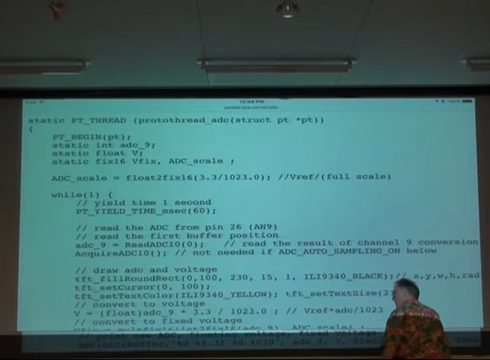 static PT_THREAD (protothread_adc(struct pt *pt))
{
PT_BEGIN(pt);
static int adc_9;
static float V;
static fix16 Vfix, ADC_scale ;
ADC_scale = float2fix16(3.3/1023.0); //Vref/(full scale)
while(1) {
// yield time 1 second
PT_YIELD_TIME_msec(60);
// read the ADC from pin 26 (AN9)
// read the first buffer position
adc_9 = ReadADC10(0); // read the result of channel 9 conversion
AcquireADC10(); // not needed if ADC_AUTO_SAMPLING_ON below
// draw adc and voltage
tft_fillRoundRect(0,100, 230, 15, 1, ILI9340_BLACK);// x,y,w,h,rad
tft_setCursor(0, 100);
tft_setTextColor(ILI9340_YELLOW); tft_setTextSize(2)
// convert to voltage
V = (float)adc_9 * 3.3 / 1023.0 ; // Vref*adc/1023
// convert to fixed voltage